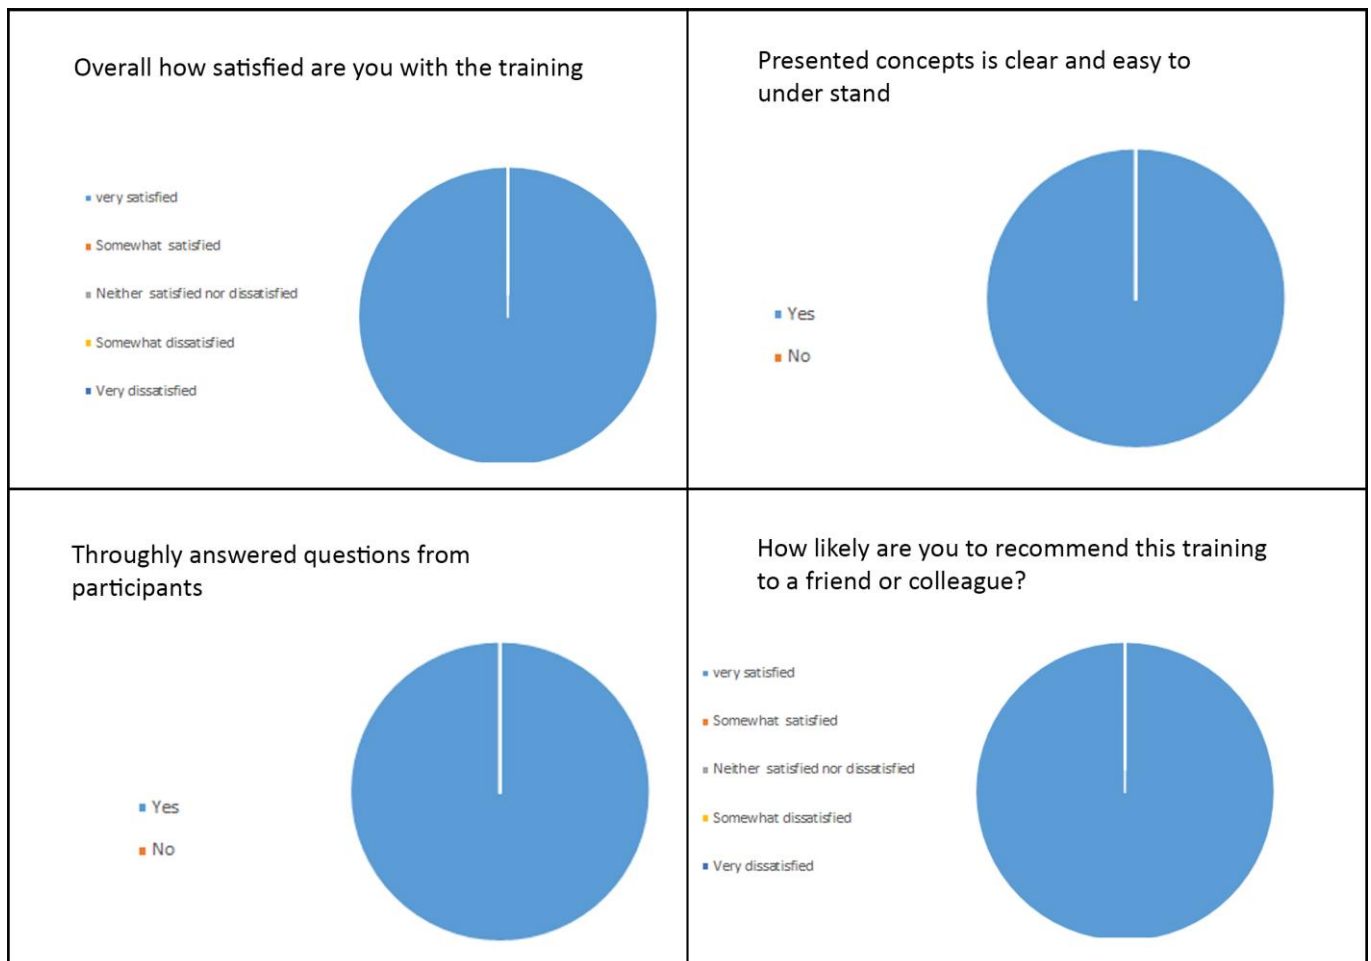 Overall how satisfied are you with the training
very satisfied
Somewhat satisfied
Neither satisfied nor dissatisfied
Somewhat dissatisfied
Very dissatisfied
Presented concepts is clear and easy to
under stand
Yes
No
Throughly answered questions from
participants
Yes
No
How likely are you to recommend this training
to a friend or colleague?
very satisfied
Somewhat satisfied
Neither satisfied nor dissatisfied
Somewhat dissatisfied
Very dissatisfied